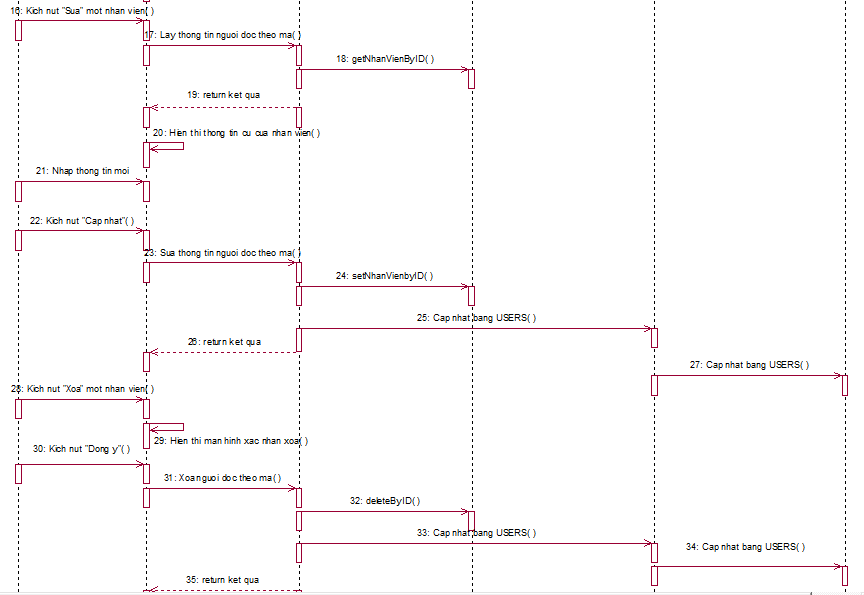 16: Kich nut "Sua" mot nhan vien( )
17: Lay thong tin nguoi doc theo ma( )
18: getNhanVienByID( )
19: return ket qua
20: Hien thi thong tin cu cua nhan vien( )
21: Nhap thong tin moi
22: Kich nut "Cap nhat"( )
23: Sua thong tin nguoi doc theo ma( )
24: setNhanVienbyID( )
25: Cap nhat bang USERS( )
26: return ket qua
27: Cap nhat bang USERS( )
28: Kich nut "Xoa" mot nhan vien( )
29: Hien thi man hinh xac nhan xoa( )
30: Kich nut "Dong y"( )
31: Xoa nguoi doc theo ma( )
32: deleteByID( )
33: Cap nhat bang USERS( )
34: Cap nhat bang USERS( )
35: return ket qua